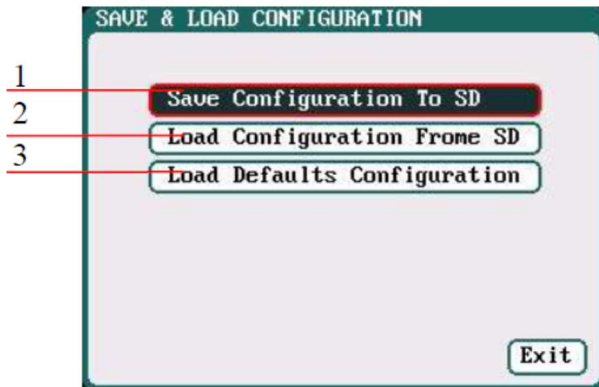 SAVE & LOAD CONFIGURATION
1
Save Configuration To SD
2
Load Configuration Frome SD
3
Load Defaults Configuration
Exit